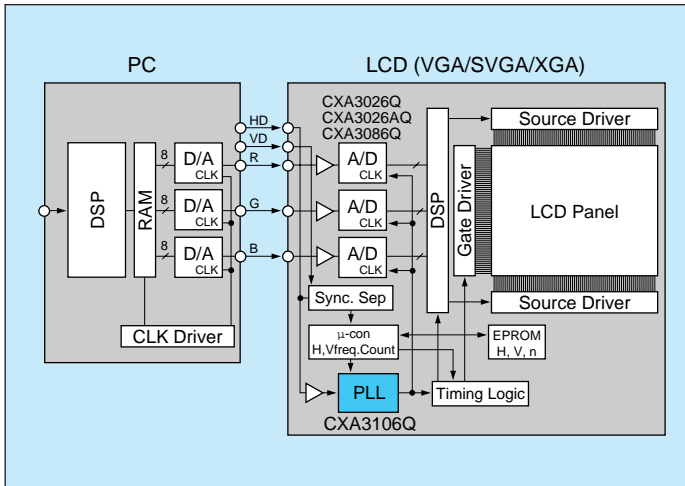 PC
LCD (VGA/SVGA/XGA)
HD
VD
R
G
B
DSP
RAM
8
D/A
CLK
8
D/A
CLK
8
D/A
CLK
CLK Driver
CXA3026Q
CXA3026AQ
CXA3086Q
A/D
CLK
A/D
CLK
A/D
CLK
DSP
Gate Driver
Source Driver
LCD Panel
Source Driver
Sync. Sep
μ-con
H,Vfreq.Count
EPROM
H, V, n
PLL
Timing Logic
CXA3106Q